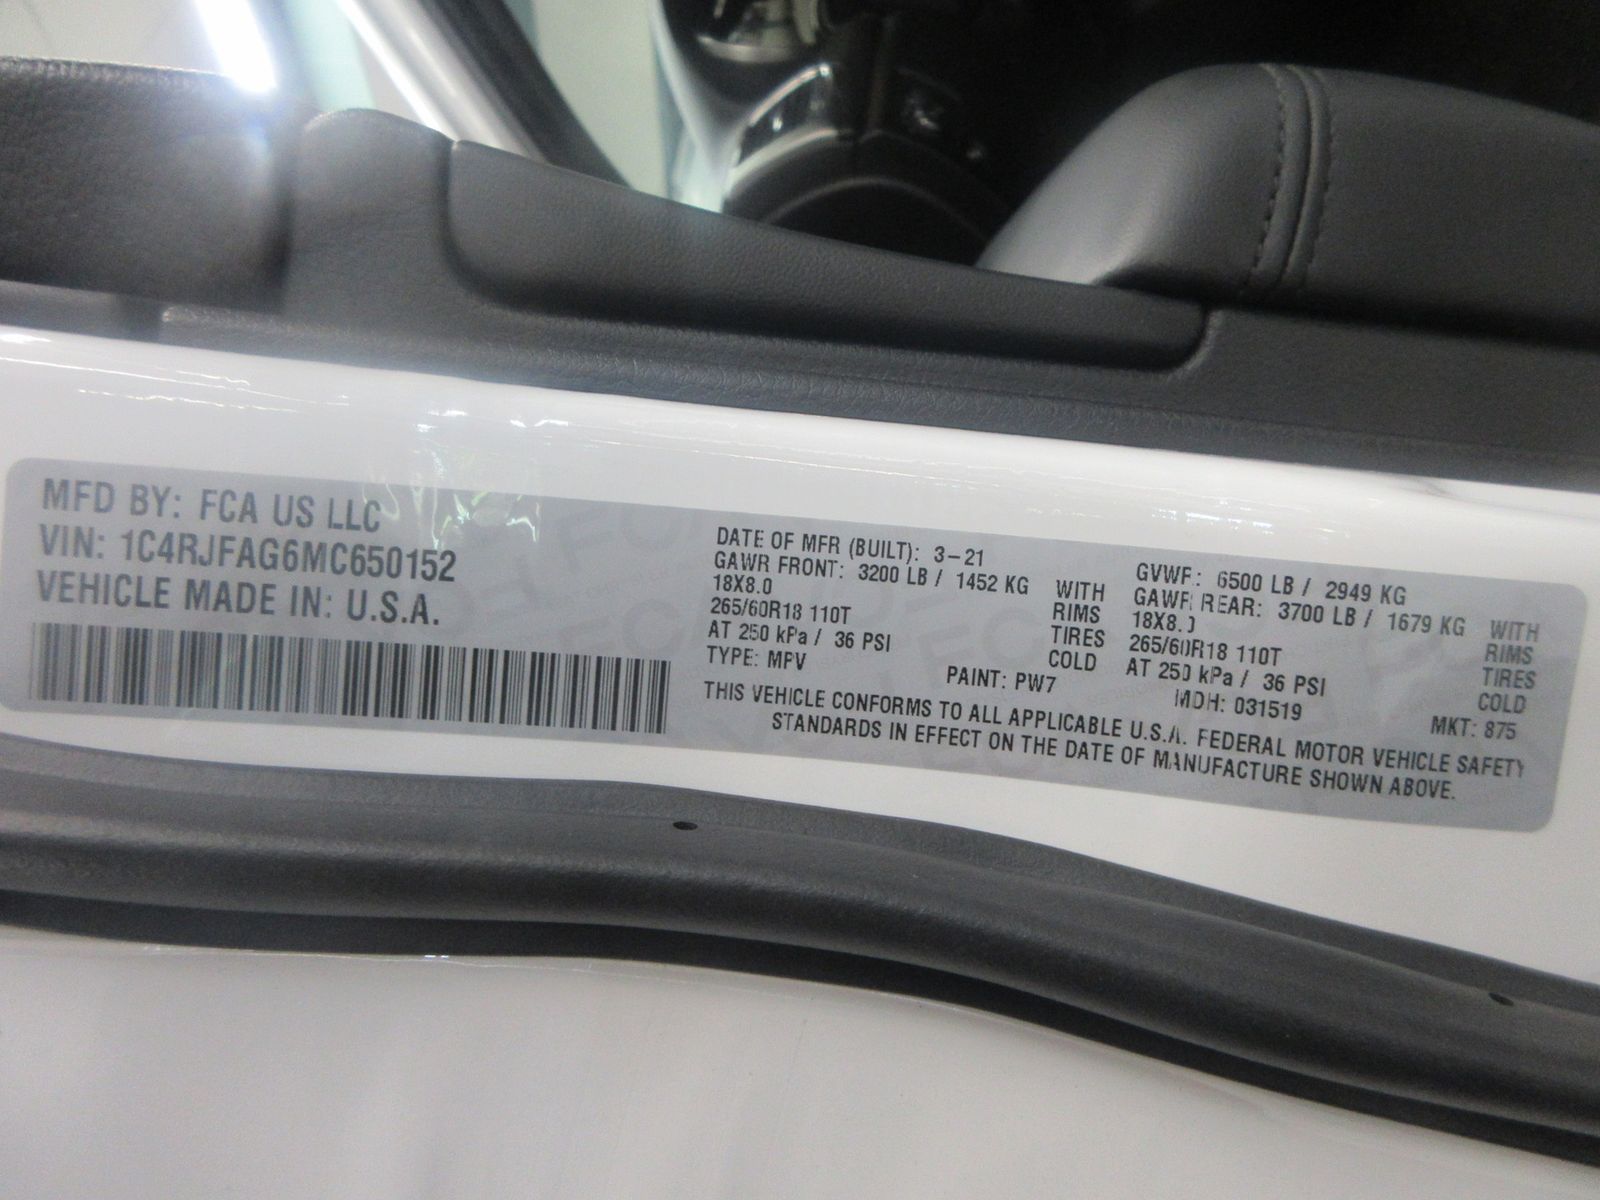 MFD BY: FCA US LLC
VIN: 1C4RJFAG6MC650152
VEHICLE MADE IN: U.S.A.
DATE OF MFR (BUILT): 3-21
GAWR FRONT: 3200 LB / 1452 KG WITH
18X8.0 RIMS
265/60R18 110T TIRES
AT 250 kPa / 36 PSI COLD
TYPE: MPV PAINT: PW7
GVWR: 6500 LB / 2949 KG
GAWR REAR: 3700 LB / 1679 KG WITH
18X8.0 RIMS
265/60R18 110T TIRES
AT 250 kPa / 36 PSI COLD
MDH: 031519 MKT: 875
THIS VEHICLE CONFORMS TO ALL APPLICABLE U.S.A. FEDERAL MOTOR VEHICLE SAFETY
STANDARDS IN EFFECT ON THE DATE OF MANUFACTURE SHOWN ABOVE.